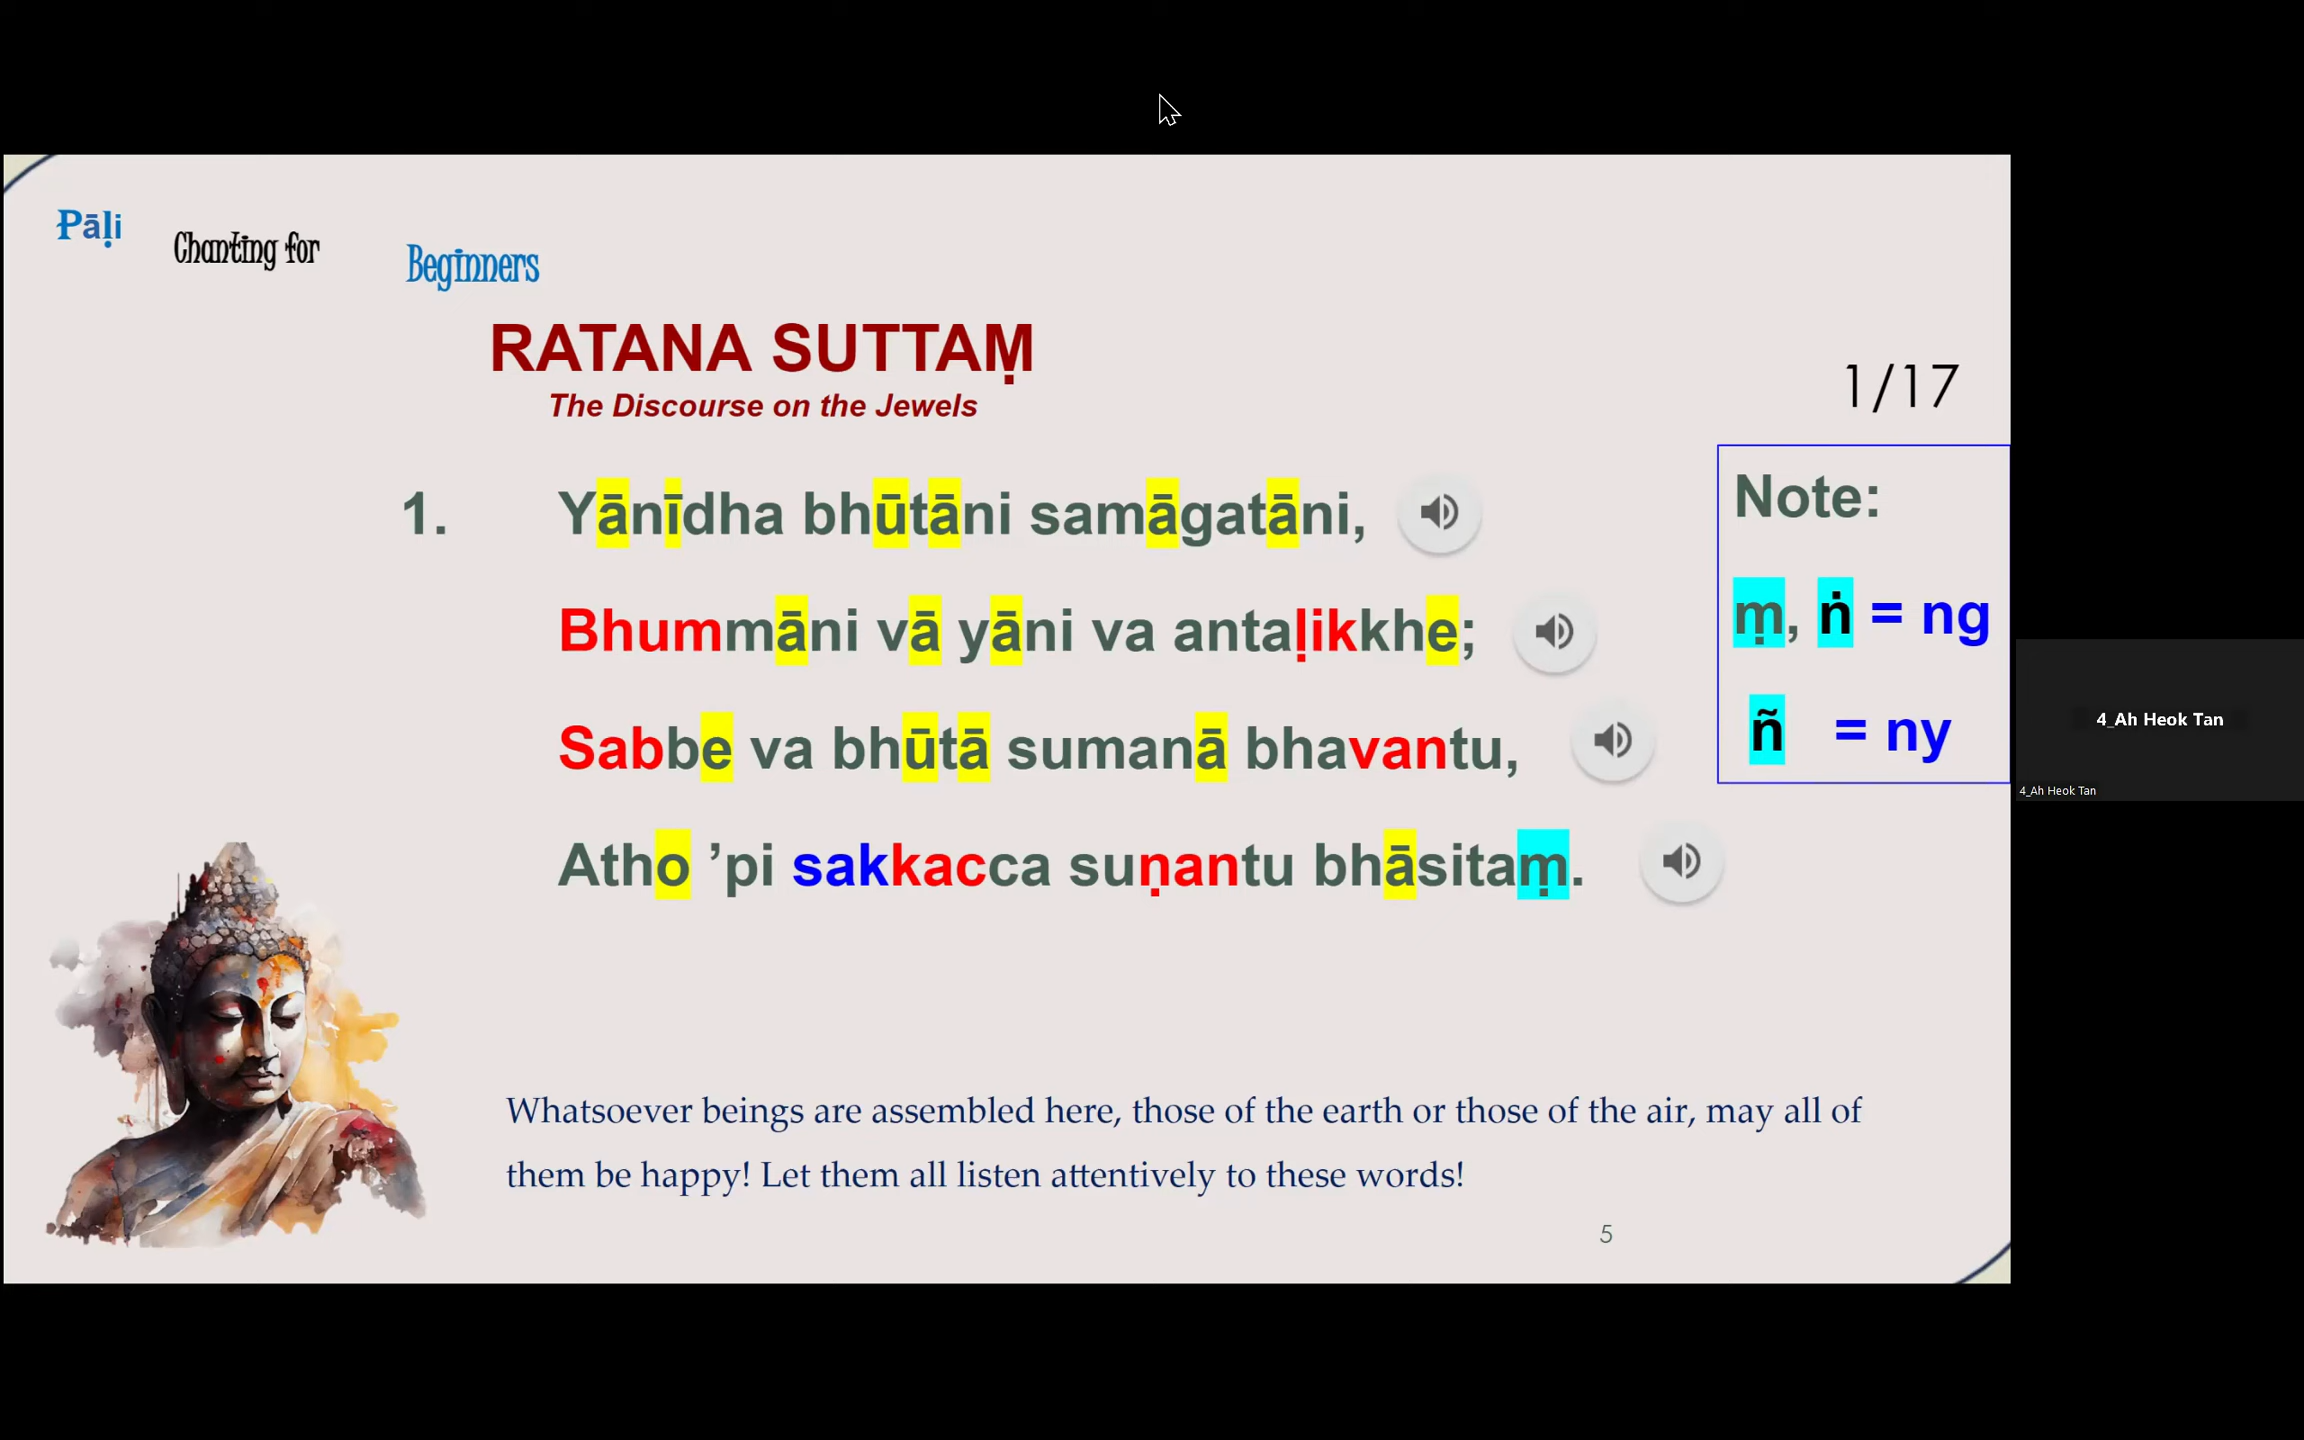 Pāḷi Chanting for Beginners
RATANA SUTTAṂ
The Discourse on the Jewels
1/17
1. Yānīdha bhūtāni samāgatāni,
Bhummāni vā yāni va antaḷikkhe;
Sabbe va bhūtā sumanā bhavantu,
Atho ’pi sakkacca suṇantu bhāsitaṃ.
Note:
ṃ, ṅ = ng
ñ = ny
4_Ah Heok Tan
4_Ah Heok Tan
Whatsoever beings are assembled here, those of the earth or those of the air, may all of
them be happy! Let them all listen attentively to these words!
5